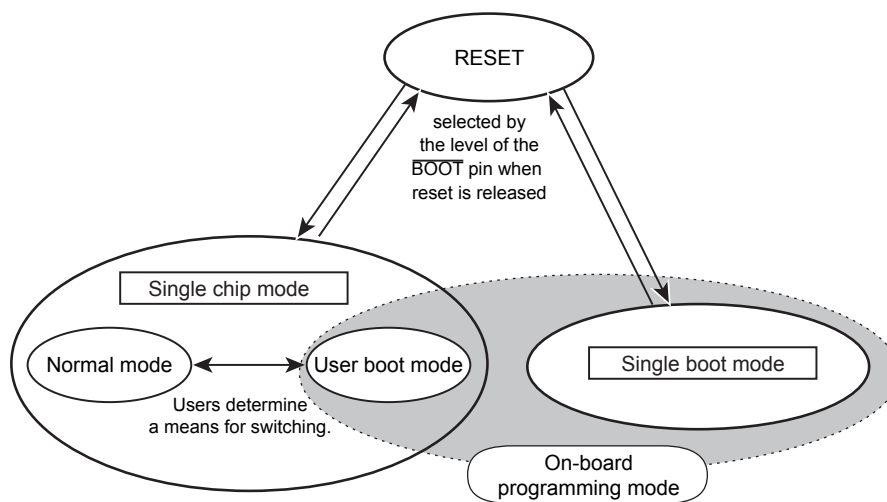 RESET
selected by
the level of the
BOOT pin when
reset is released
Single chip mode
Normal mode
User boot mode
Single boot mode
Users determine
a means for switching.
On-board
programming mode